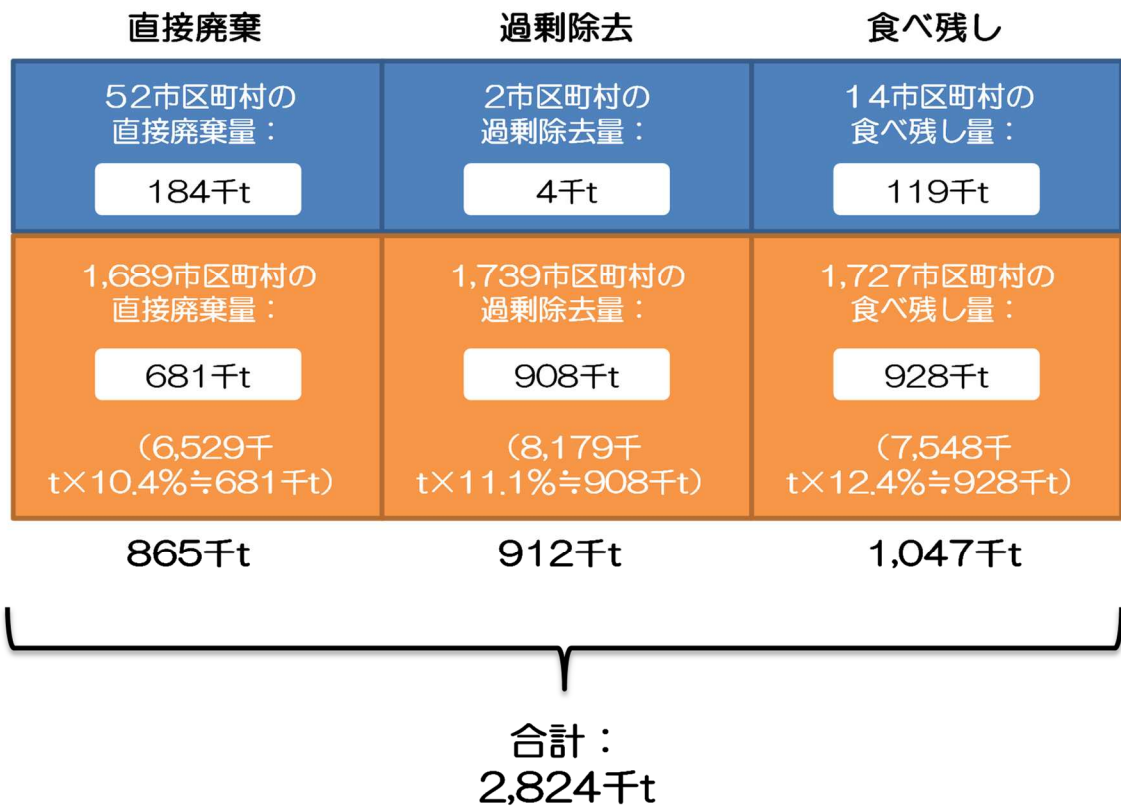 直接廃棄
過剰除去
食べ残し
52市区町村の
直接廃棄量：
184千t
2市区町村の
過剰除去量：
4千t
14市区町村の
食べ残し量：
119千t
1,689市区町村の
直接廃棄量：
681千t
（6,529千
t×10.4%≒681千t）
1,739市区町村の
過剰除去量：
908千t
（8,179千
t×11.1%≒908千t）
1,727市区町村の
食べ残し量：
928千t
（7,548千
t×12.4%≒928千t）
865千t
912千t
1,047千t
合計：
2,824千t